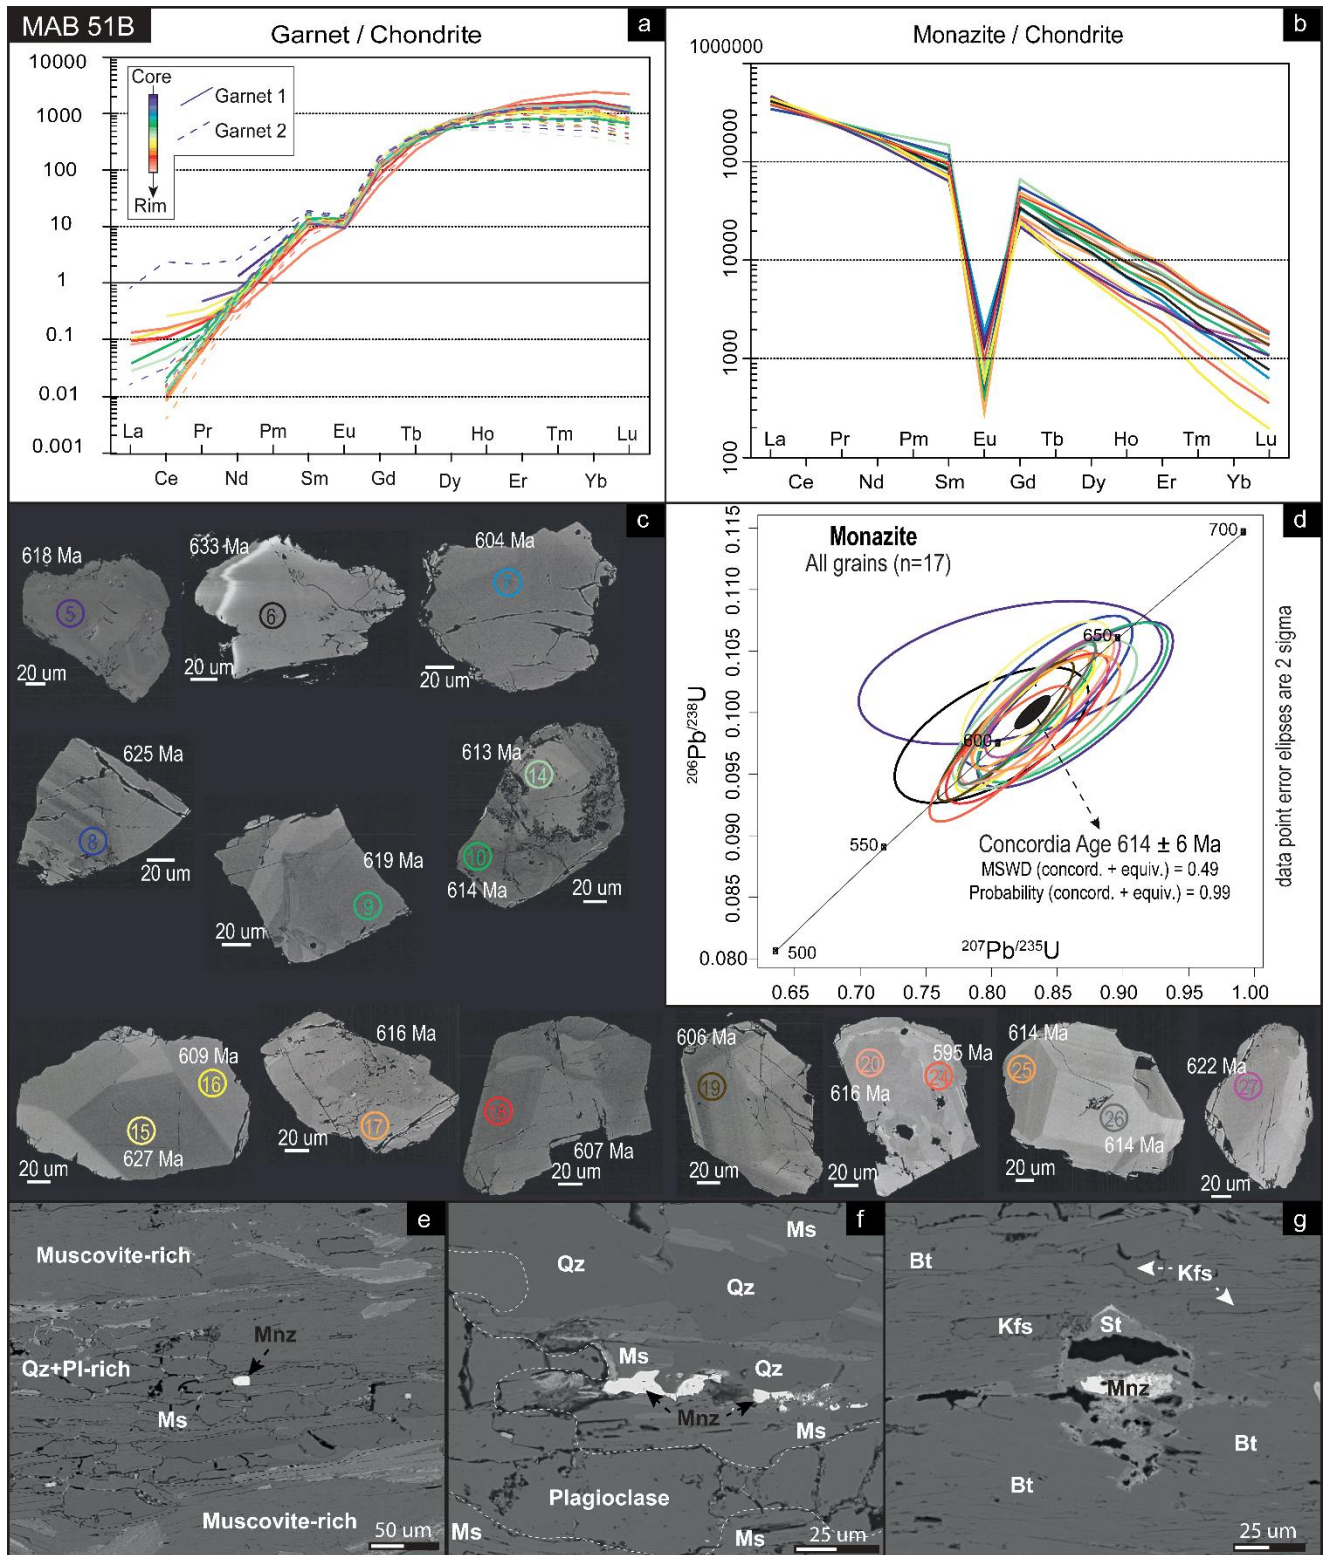 MAB 51B
Garnet / Chondrite
a
10000
1000
100
10
1
0.1
0.01
0.001
Core
Rim
Garnet 1
Garnet 2
La Pr Pm Eu Tb Ho Tm Lu
Ce Nd Sm Gd Dy Er Yb
Monazite / Chondrite
b
1000000
100000
10000
1000
100
La Pr Pm Eu Tb Ho Tm Lu
Ce Nd Sm Gd Dy Er Yb
c
618 Ma
5
20 um
633 Ma
6
20 um
604 Ma
7
20 um
625 Ma
8
20 um
619 Ma
9
20 um
613 Ma
14
10
614 Ma
20 um
609 Ma
16
15
627 Ma
20 um
616 Ma
17
20 um
18
607 Ma
20 um
606 Ma
19
20 um
20
616 Ma
595 Ma
24
20 um
614 Ma
25
26
614 Ma
20 um
622 Ma
27
20 um
d
Monazite
All grains (n=17)
0.115
0.110
0.105
0.100
0.095
0.090
0.085
0.080
206Pb/238U
700
650
600
550
500
Concordia Age 614 ± 6 Ma
MSWD (concord. + equiv.) = 0.49
Probability (concord. + equiv.) = 0.99
207Pb/235U
0.65 0.70 0.75 0.80 0.85 0.90 0.95 1.00
data point error elipses are 2 sigma
e
Muscovite-rich
Mnz
Qz+Pl-rich
Ms
Muscovite-rich
50 um
f
Ms
Qz
Qz
Ms
Qz
Mnz
Ms
Plagioclase
Ms
Ms
25 um
g
Bt
Kfs
Kfs
St
Mnz
Bt
Bt
25 um